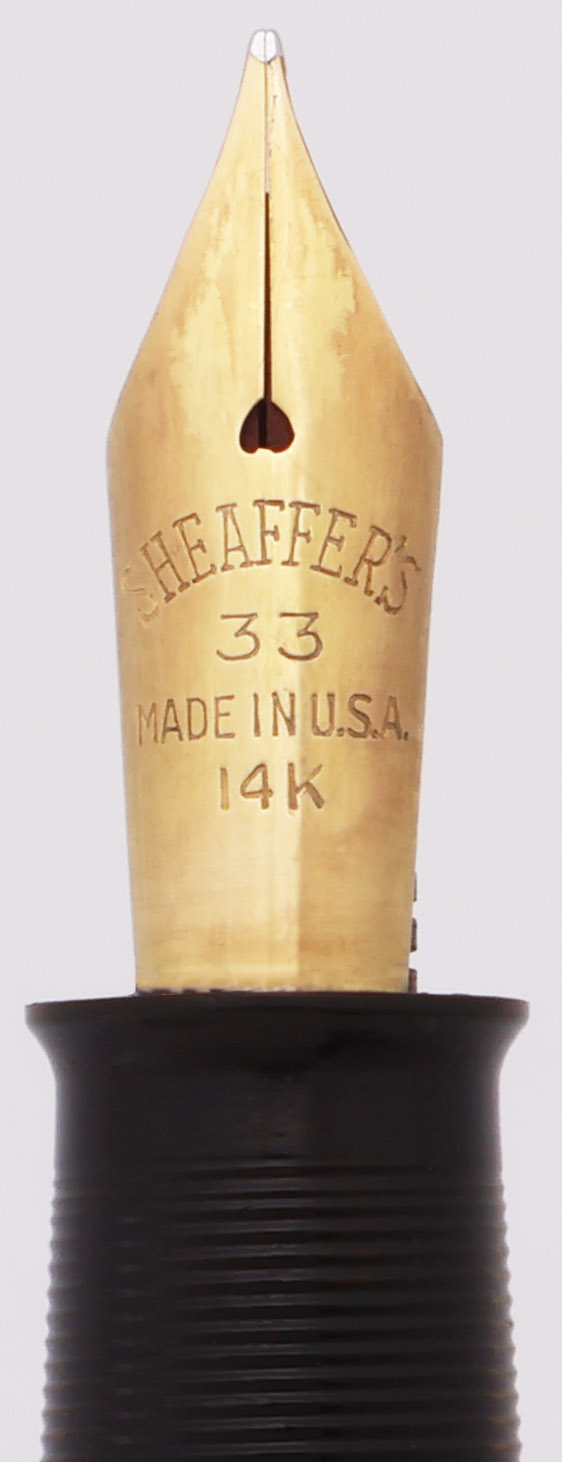 SHEAFFER'S
33
MADE IN U.S.A.
14K